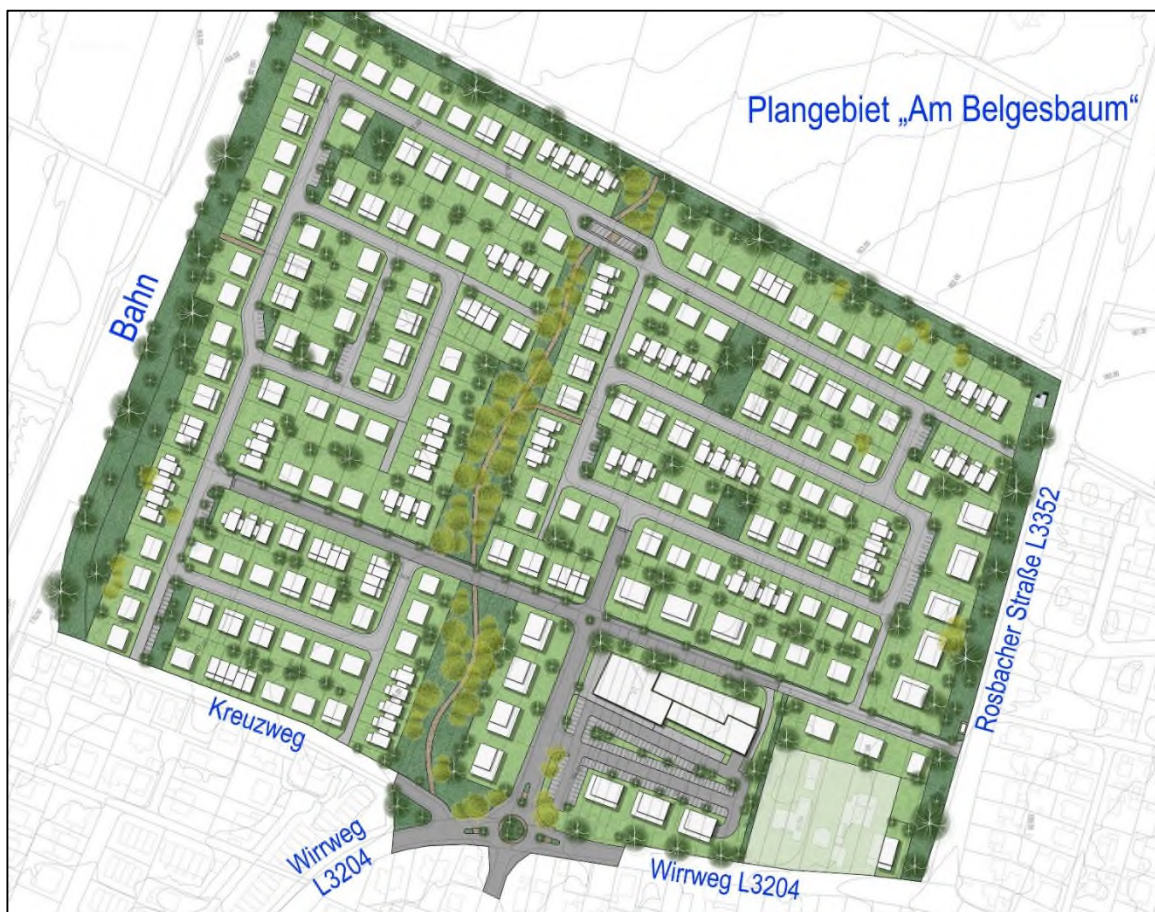 Plangebiet „Am Belgesbaum“
Bahn
Rosbacher Straße L3352
Kreuzweg
Wirrweg
L3204
Wirrweg L3204